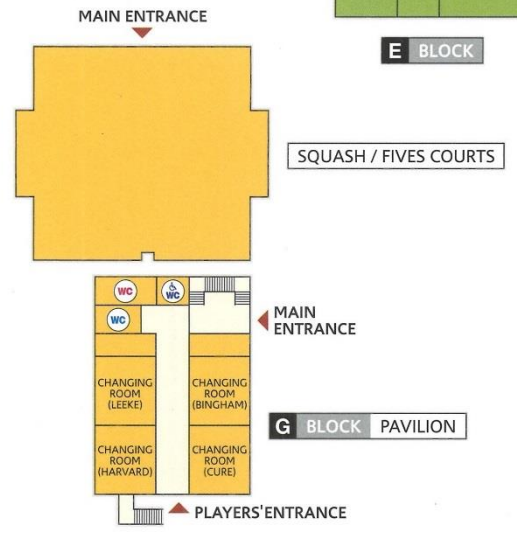 MAIN ENTRANCE
E BLOCK
SQUASH / FIVES COURTS
WC
WC
WC
MAIN
ENTRANCE
CHANGING
ROOM
(LEEKE)
CHANGING
ROOM
(BINGHAM)
G BLOCK PAVILION
CHANGING
ROOM
(HARVARD)
CHANGING
ROOM
(CURE)
PLAYERS'ENTRANCE